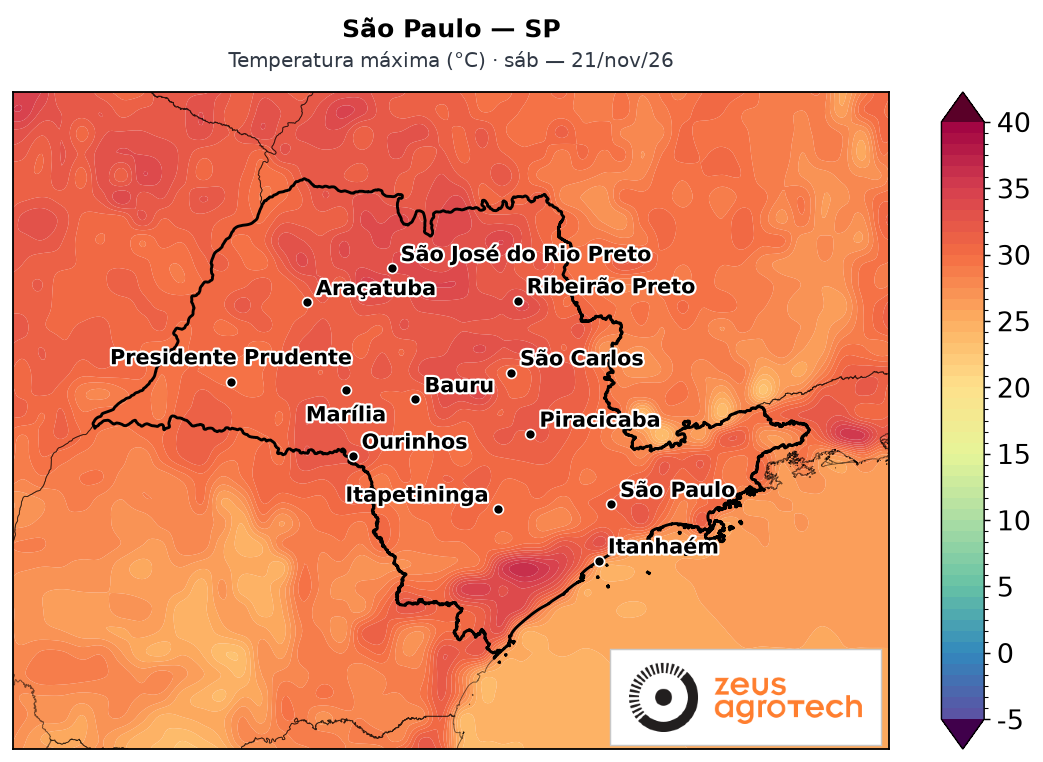 São Paulo — SP
Temperatura máxima (°C) · sáb — 21/nov/26
São José do Rio Preto
Araçatuba
Ribeirão Preto
Presidente Prudente
São Carlos
Bauru
Marília
Piracicaba
Ourinhos
Itapetininga
São Paulo
Itanhaém
40
35
30
25
20
15
10
5
0
-5
zeus
agrotech